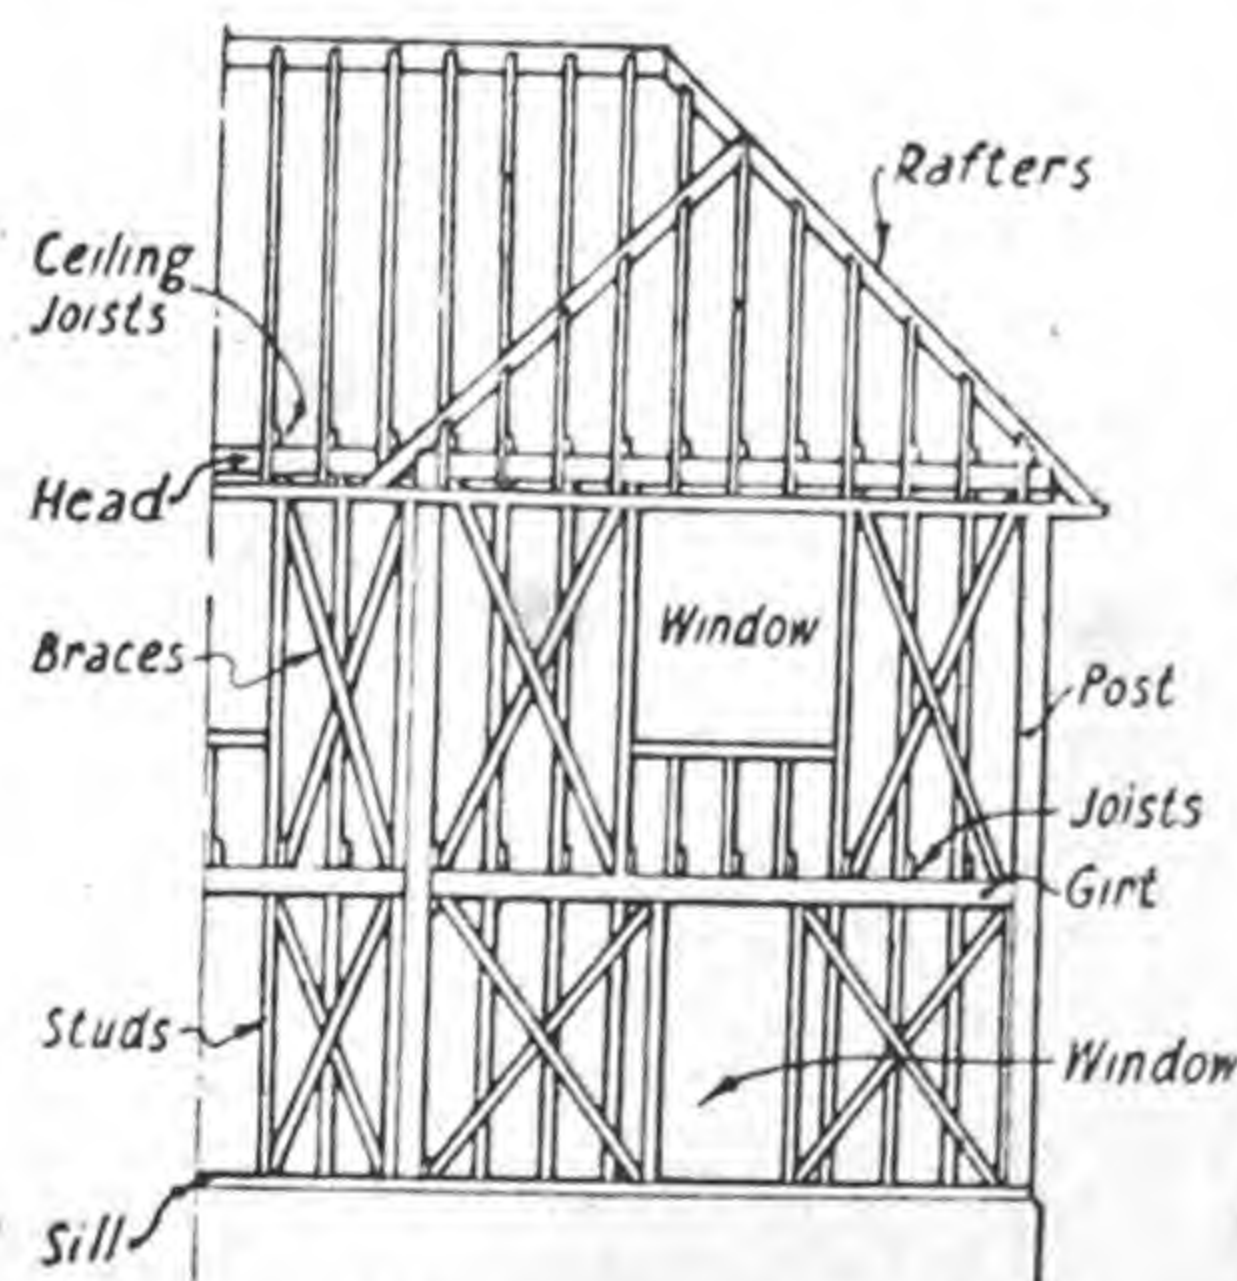 Rafters
Ceiling
Joists
Head
Window
Braces
Post
Joists
Girt
Studs
Window
Sill